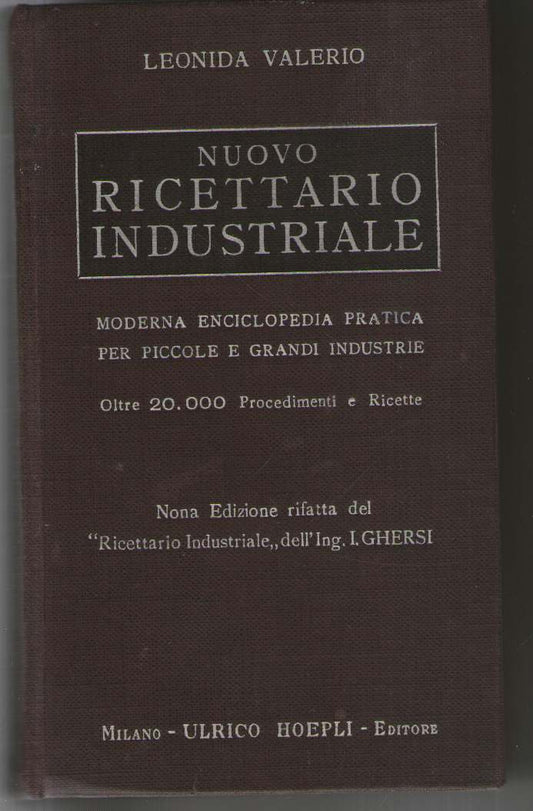 LEONIDA VALERIO
NUOVO
RICETTARIO
INDUSTRIALE
MODERNA ENCICLOPEDIA PRATICA
PER PICCOLE E GRANDI INDUSTRIE
Oltre 20.000 Procedimenti e Ricette
Nona Edizione rifatta del
“Ricettario Industriale„ dell'Ing. I. GHERSI
MILANO - ULRICO HOEPLI - EDITORE